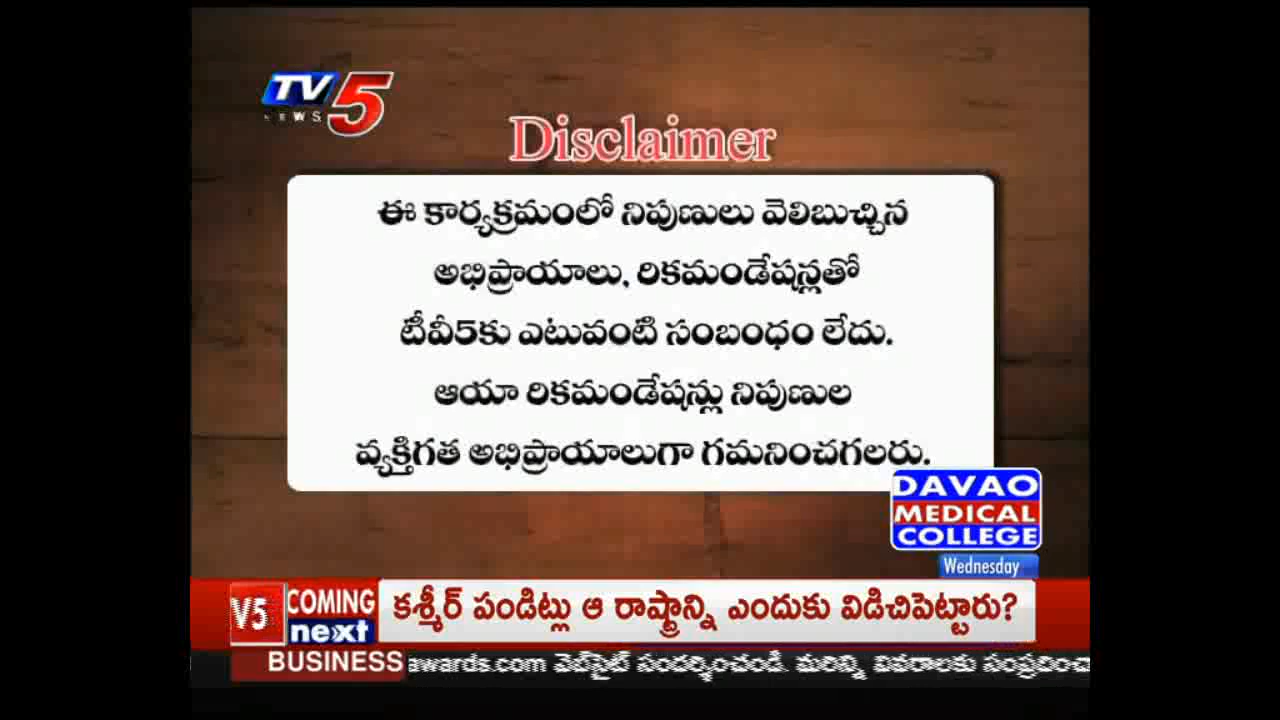 TV5
NEWS
Disclaimer
ఈ కార్యక్రమంలో నిపుణులు వెలిబుచ్చిన
అభిప్రాయాలు, రికమండేషన్లతో
టీవీ5కు ఎటువంటి సంబంధం లేదు.
ఆయా రికమండేషన్లు నిపుణుల
వ్యక్తిగత అభిప్రాయాలుగా గమనించగలరు.
DAVAO
MEDICAL
COLLEGE
Wednesday
V5
COMING
next
కశ్మీర్ పండిట్లు ఆ రాష్ట్రాన్ని ఎందుకు విడిచిపెట్టారు?
BUSINESS
awards.com వెబ్‌సైట్ సందర్శించండి. మరిన్ని వివరాలకు